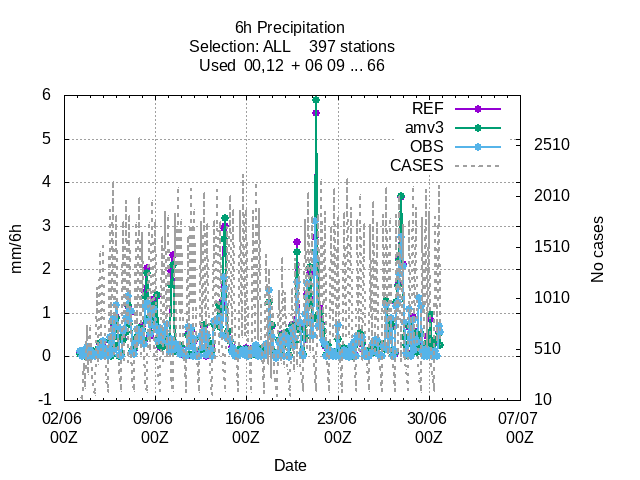 6h Precipitation
Selection: ALL 397 stations
Used 00,12 + 06 09 ... 66
REF
amv3
OBS
CASES
mm/6h
6
5
4
3
2
1
0
-1
No cases
2510
2010
1510
1010
510
10
02/06 09/06 16/06 23/06 30/06 07/07
00Z 00Z 00Z 00Z 00Z 00Z
Date